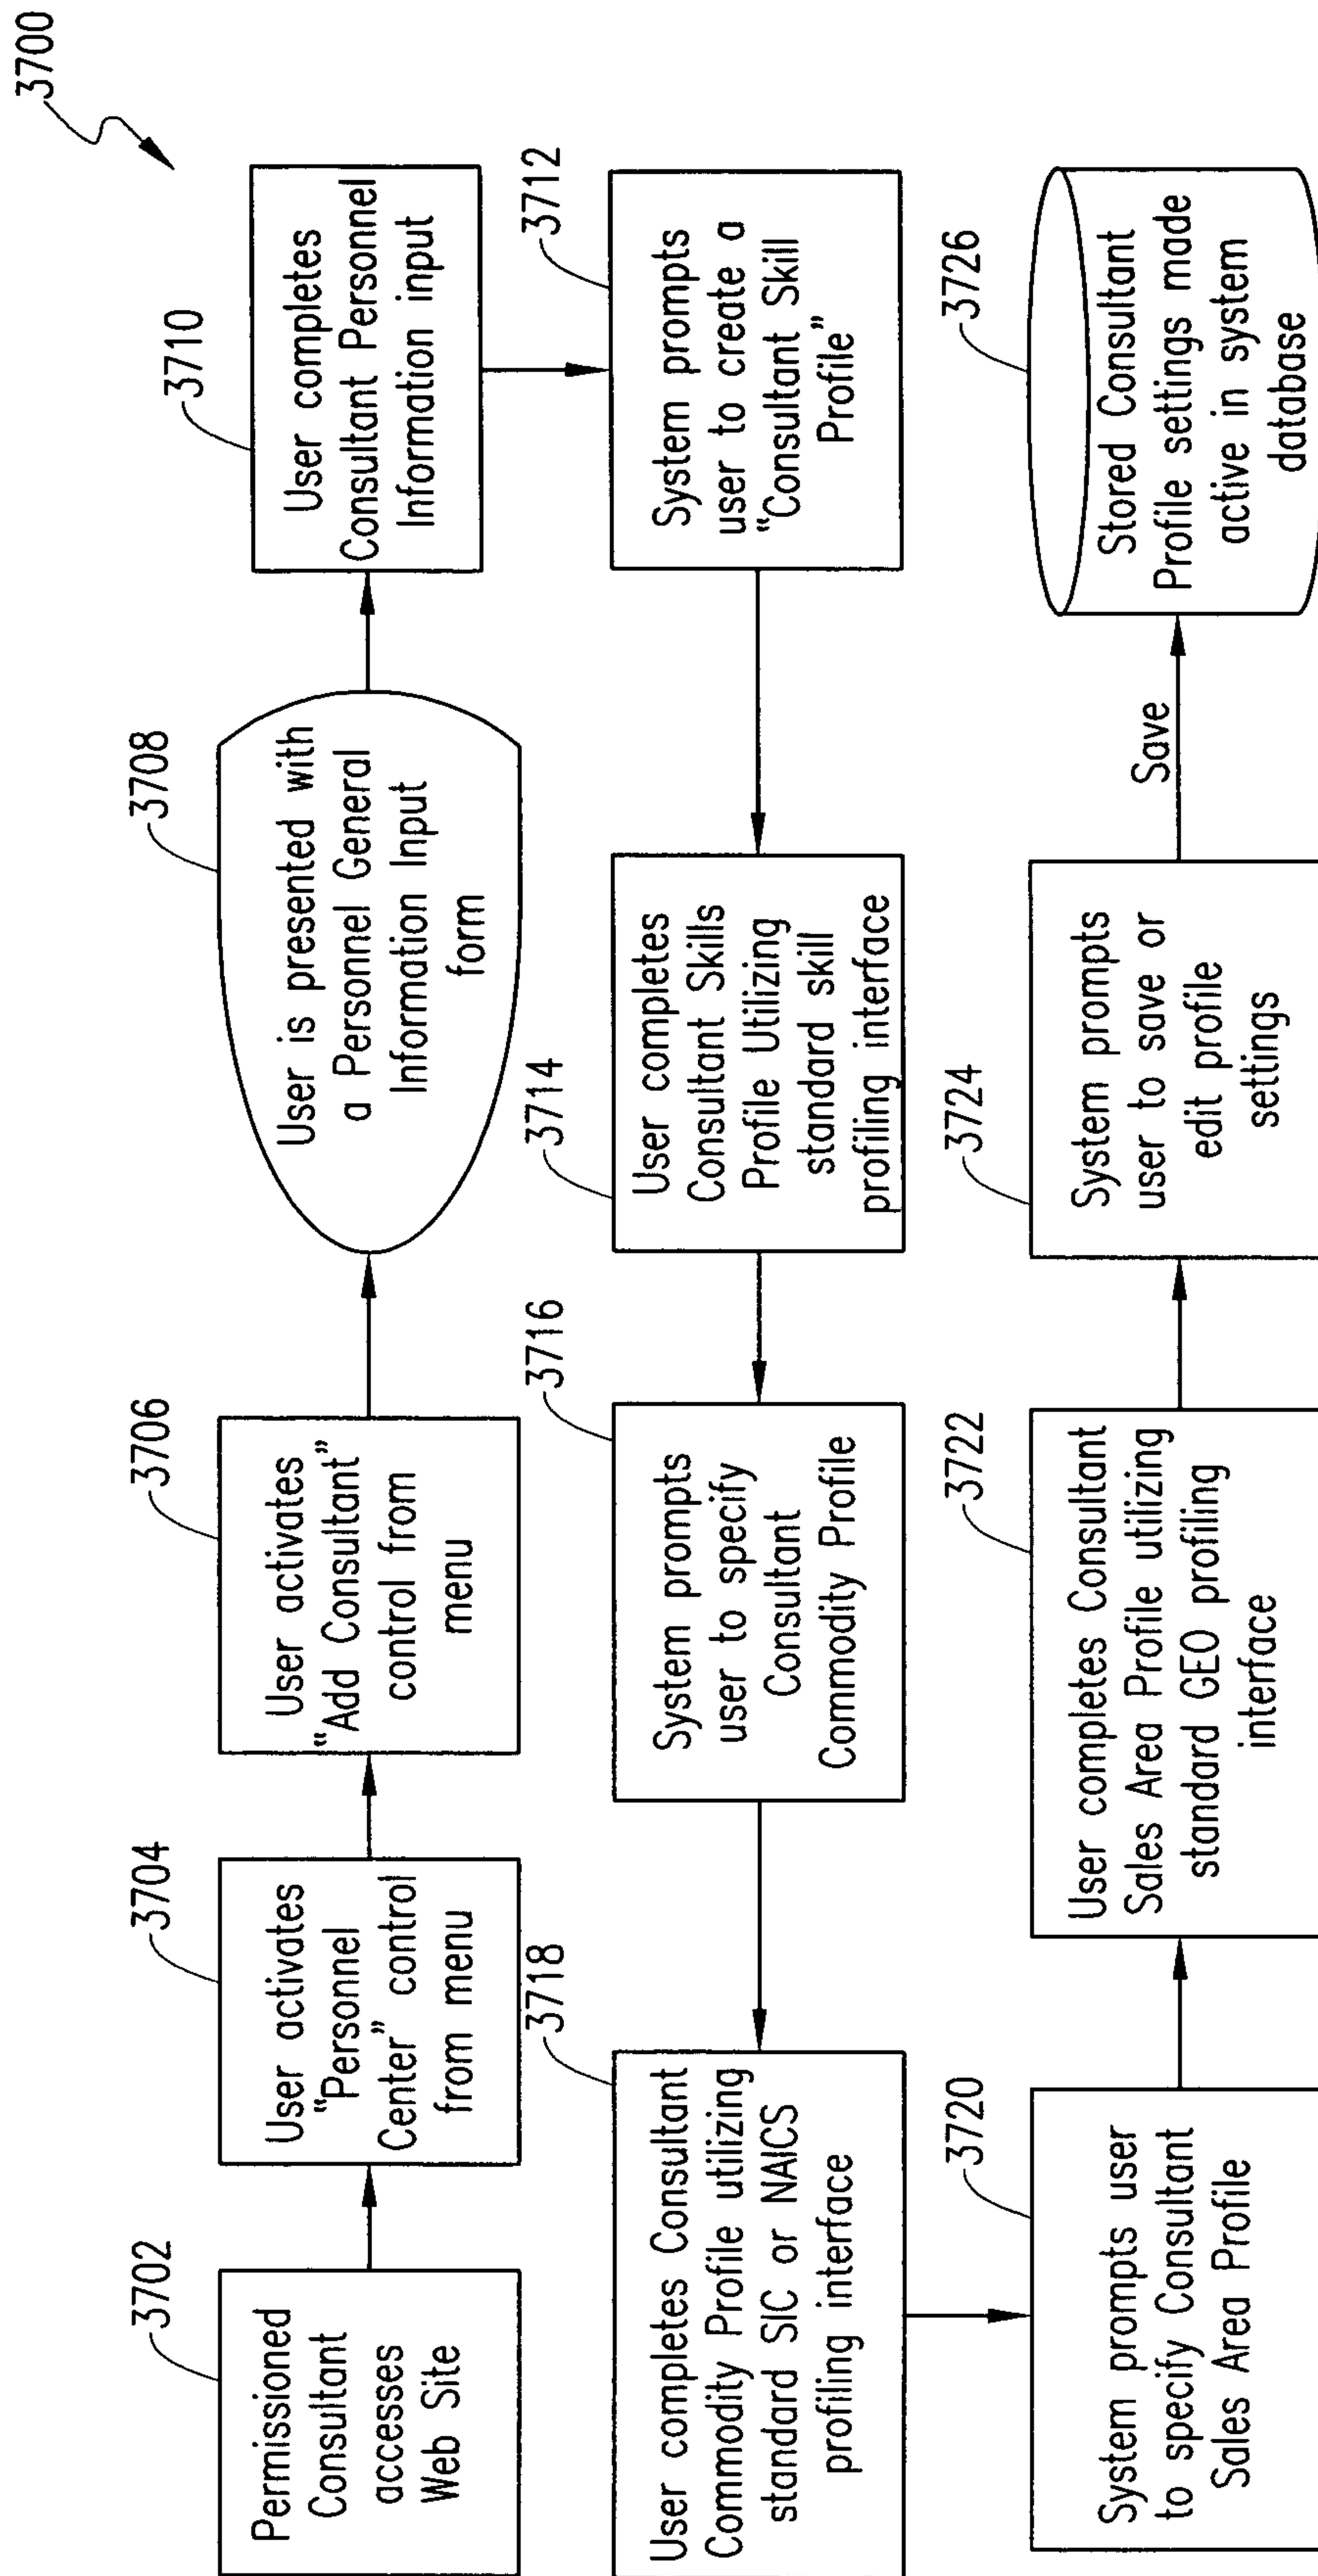 3700
3702
Permissioned
Consultant
accesses
Web Site
3704
User activates
"Personnel
Center" control
from menu
3706
User activates
"Add Consultant"
control from
menu
3708
User is presented with
a Personnel General
Information Input
form
3710
User completes
Consultant Personnel
Information input
3712
System prompts
user to create a
"Consultant Skill
Profile"
3714
User completes
Consultant Skills
Profile Utilizing
standard skill
profiling interface
3716
System prompts
user to specify
Consultant
Commodity Profile
3718
User completes Consultant
Commodity Profile utilizing
standard SIC or NAICS
profiling interface
3720
System prompts user
to specify Consultant
Sales Area Profile
3722
User completes Consultant
Sales Area Profile utilizing
standard GEO profiling
interface
3724
System prompts
user to save or
edit profile
settings
Save
3726
Stored Consultant
Profile settings made
active in system
database